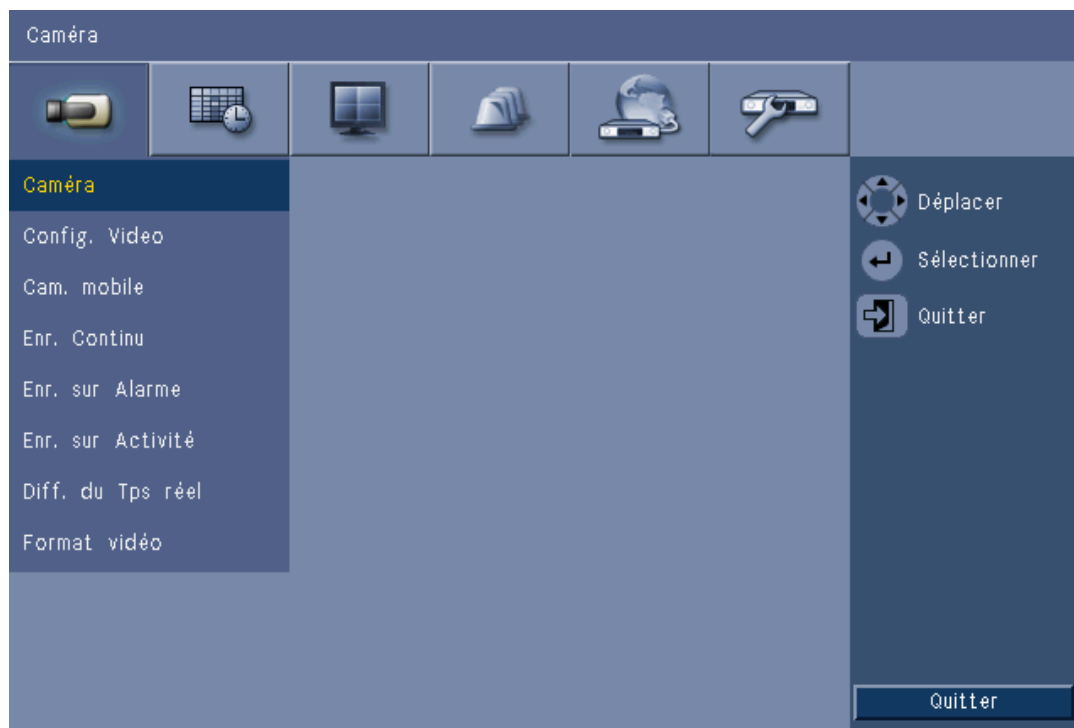 Caméra
Caméra
Config. Video
Cam. mobile
Enr. Continu
Enr. sur Alarme
Enr. sur Activité
Diff. du Tps réel
Format vidéo
Déplacer
Sélectionner
Quitter
Quitter